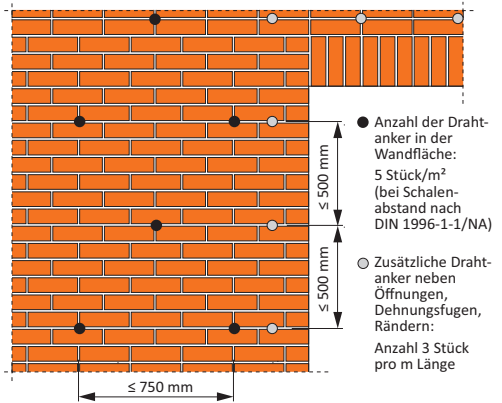 ≤ 500 mm
≤ 500 mm
≤ 750 mm
Anzahl der Draht-
anker in der
Wandfläche:
5 Stück/m²
(bei Schalen-
abstand nach
DIN 1996-1-1/NA)
Zusätzliche Draht-
anker neben
Öffnungen,
Dehnungsfugen,
Rändern:
Anzahl 3 Stück
pro m Länge